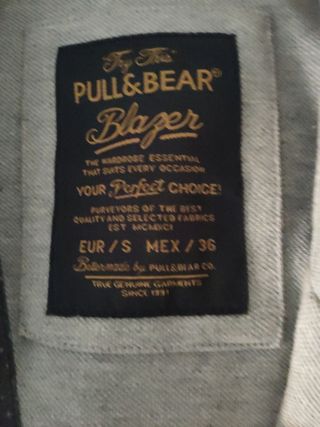 "Try This"
PULL&BEAR®
Blazer
THE WARDROBE ESSENTIAL
THAT SUITS EVERY OCCASION
YOUR Perfect CHOICE!
PURVEYORS OF THE BEST
QUALITY AND SELECTED FABRICS
EST MCMXCI
EUR / S MEX / 36
Bettermade by PULL&BEAR CO.
TRUE GENUINE GARMENTS
SINCE 1991